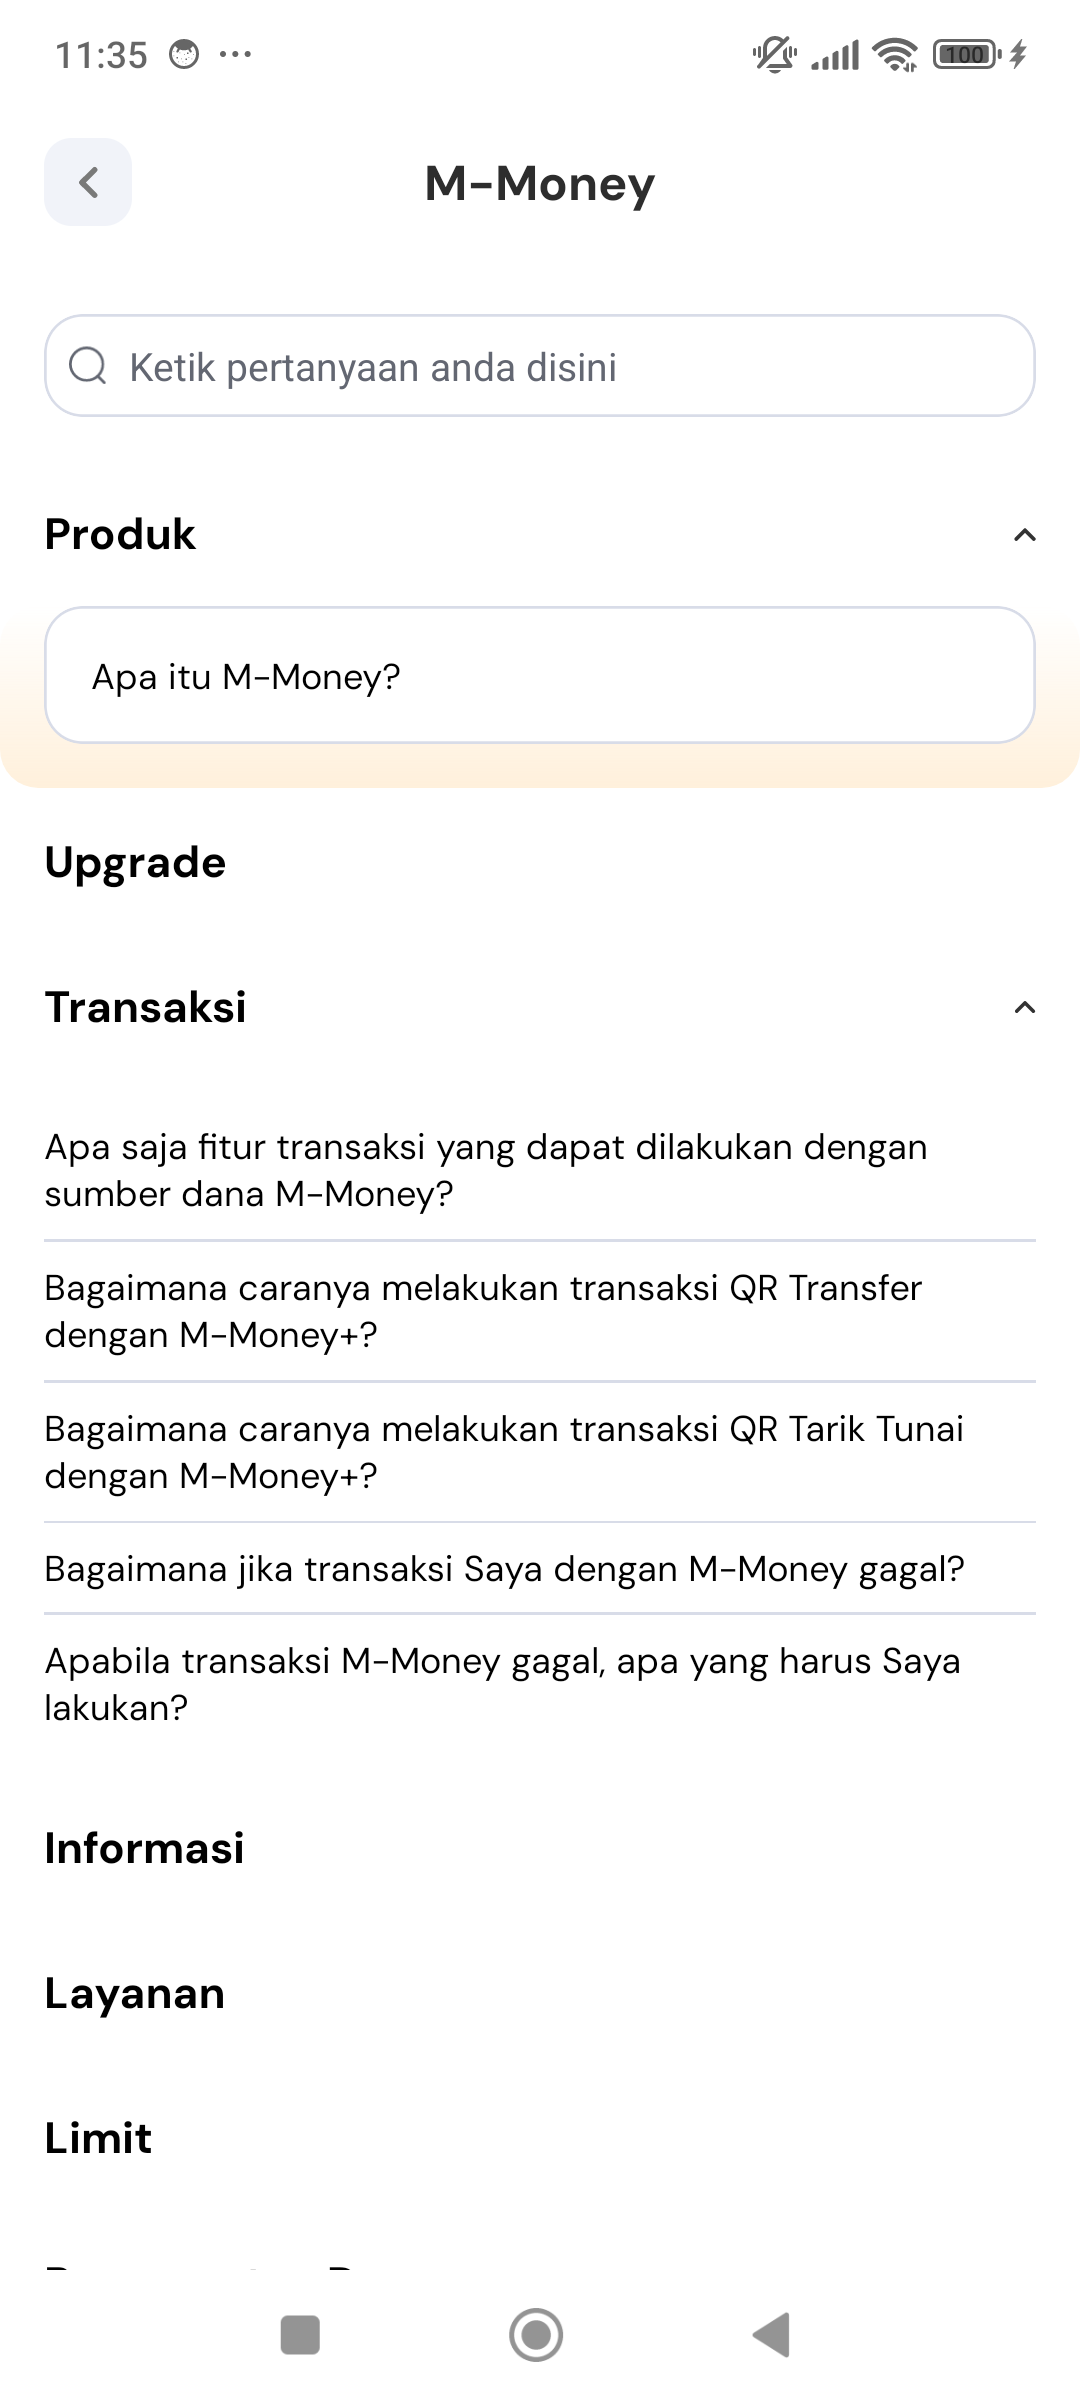 11:35
100
M-Money
Ketik pertanyaan anda disini
Produk
Apa itu M-Money?
Upgrade
Transaksi
Apa saja fitur transaksi yang dapat dilakukan dengan
sumber dana M-Money?
Bagaimana caranya melakukan transaksi QR Transfer
dengan M-Money+?
Bagaimana caranya melakukan transaksi QR Tarik Tunai
dengan M-Money+?
Bagaimana jika transaksi Saya dengan M-Money gagal?
Apabila transaksi M-Money gagal, apa yang harus Saya
lakukan?
Informasi
Layanan
Limit